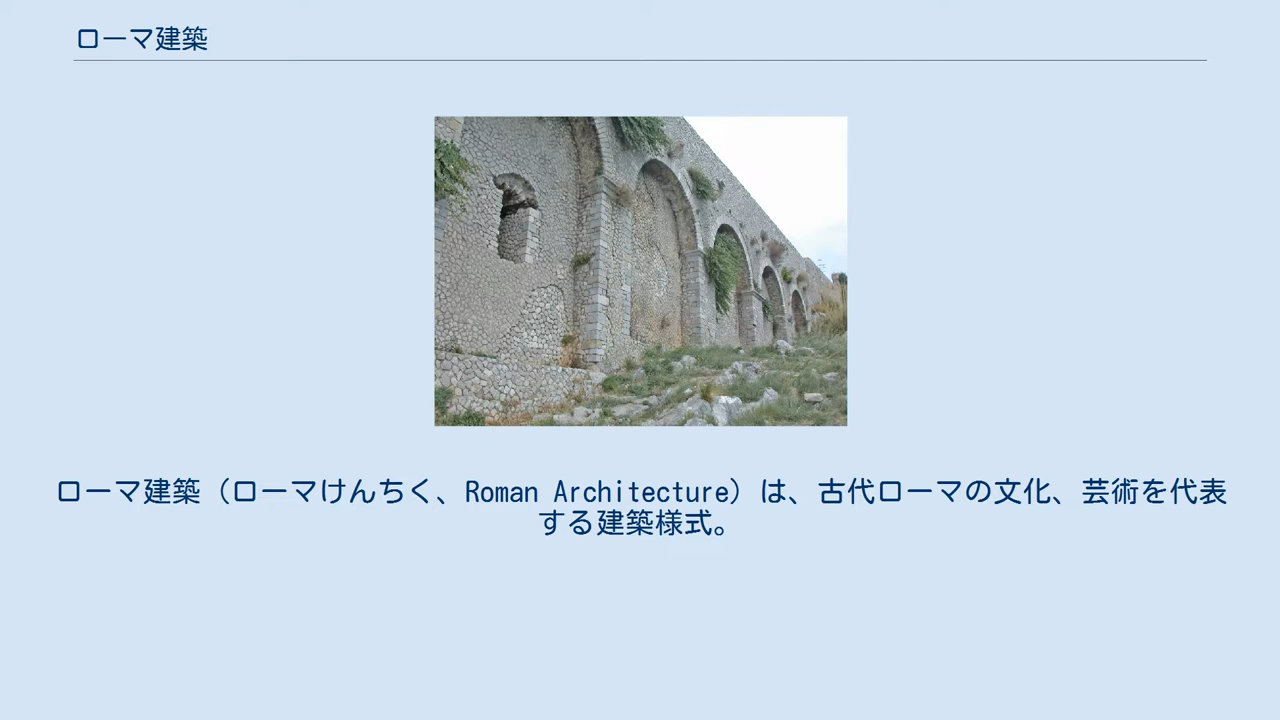 ローマ建築
ローマ建築（ローマけんちく、Roman Architecture）は、古代ローマの文化、芸術を代表
する建築様式。